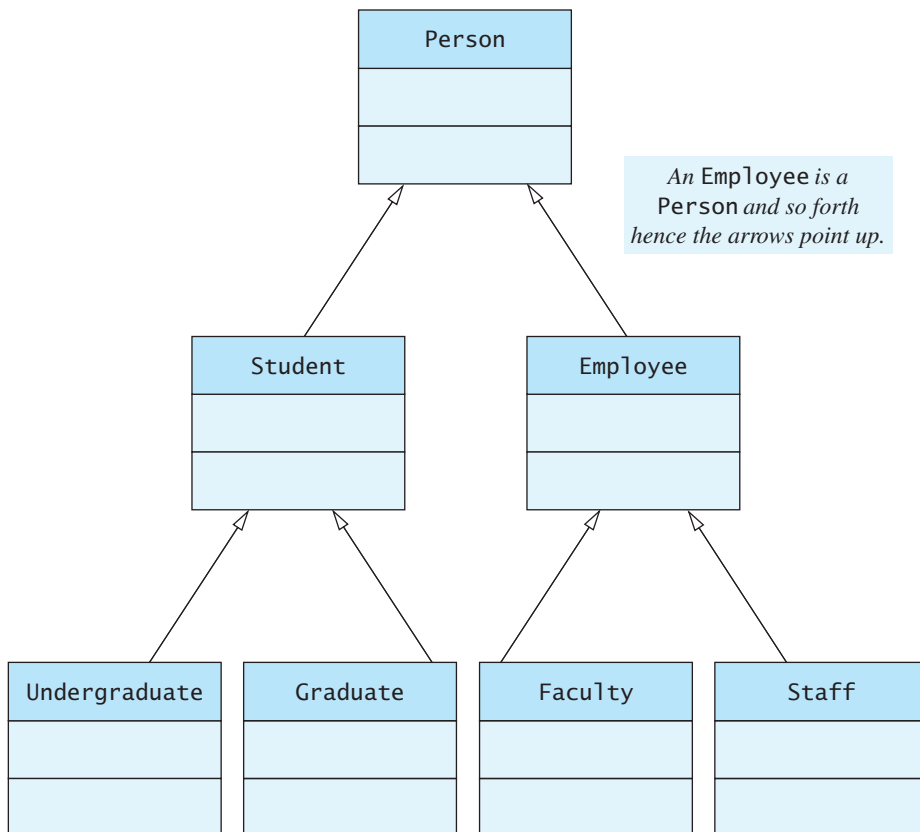 Person
An Employee is a
Person and so forth
hence the arrows point up.
Student
Employee
Undergraduate
Graduate
Faculty
Staff